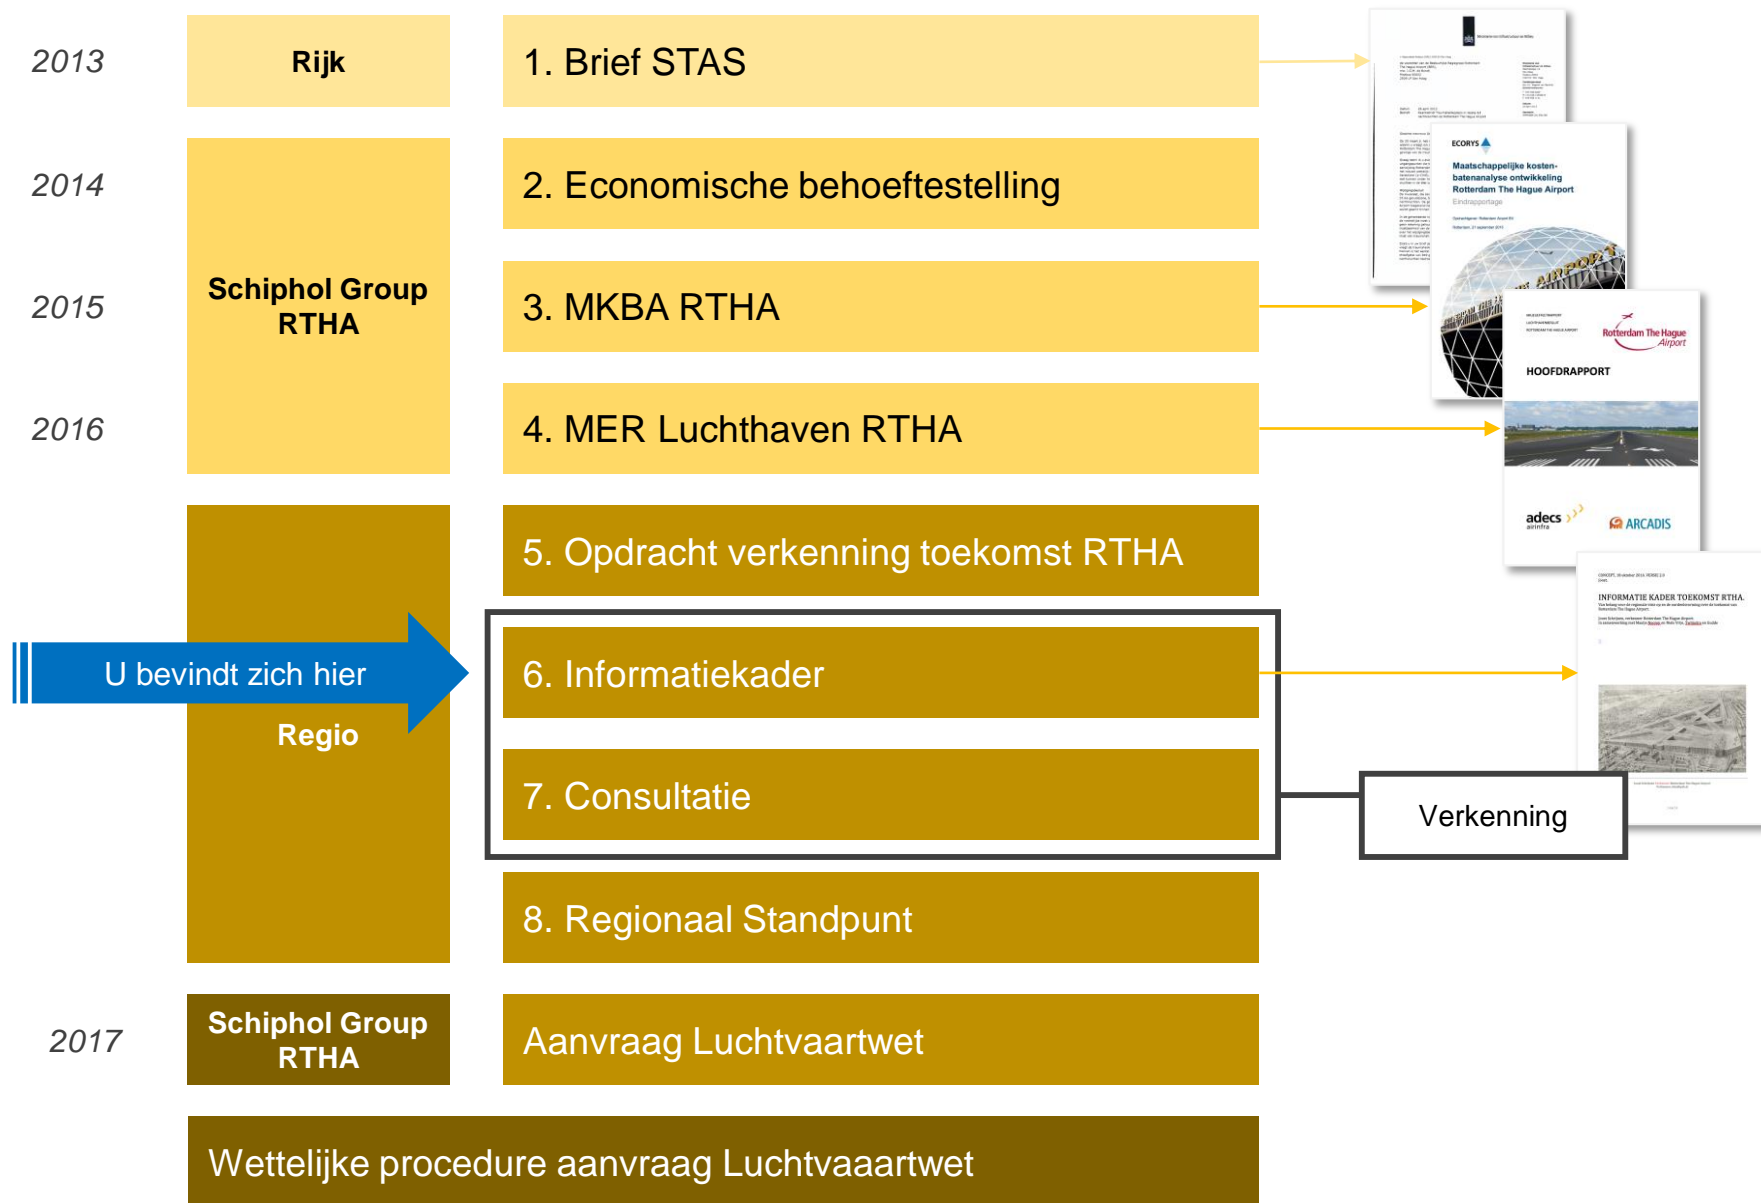 2013
Rijk
1. Brief STAS
2014
2. Economische behoeftestelling
Schiphol Group
RTHA
2015
3. MKBA RTHA
2016
4. MER Luchthaven RTHA
5. Opdracht verkenning toekomst RTHA
U bevindt zich hier
6. Informatiekader
Regio
7. Consultatie
Verkenning
8. Regionaal Standpunt
2017
Schiphol Group
RTHA
Aanvraag Luchtvaartwet
Wettelijke procedure aanvraag Luchtvaaartwet
ECORYS
Maatschappelijke kosten-
batenanalyse ontwikkeling
Rotterdam The Hague Airport
Eindrapportage
AIRPORT
Rotterdam The Hague
Airport
HOOFDRAPPORT
adecs
airinfra
ARCADIS
INFORMATIE KADER TOEKOMST RTHA.